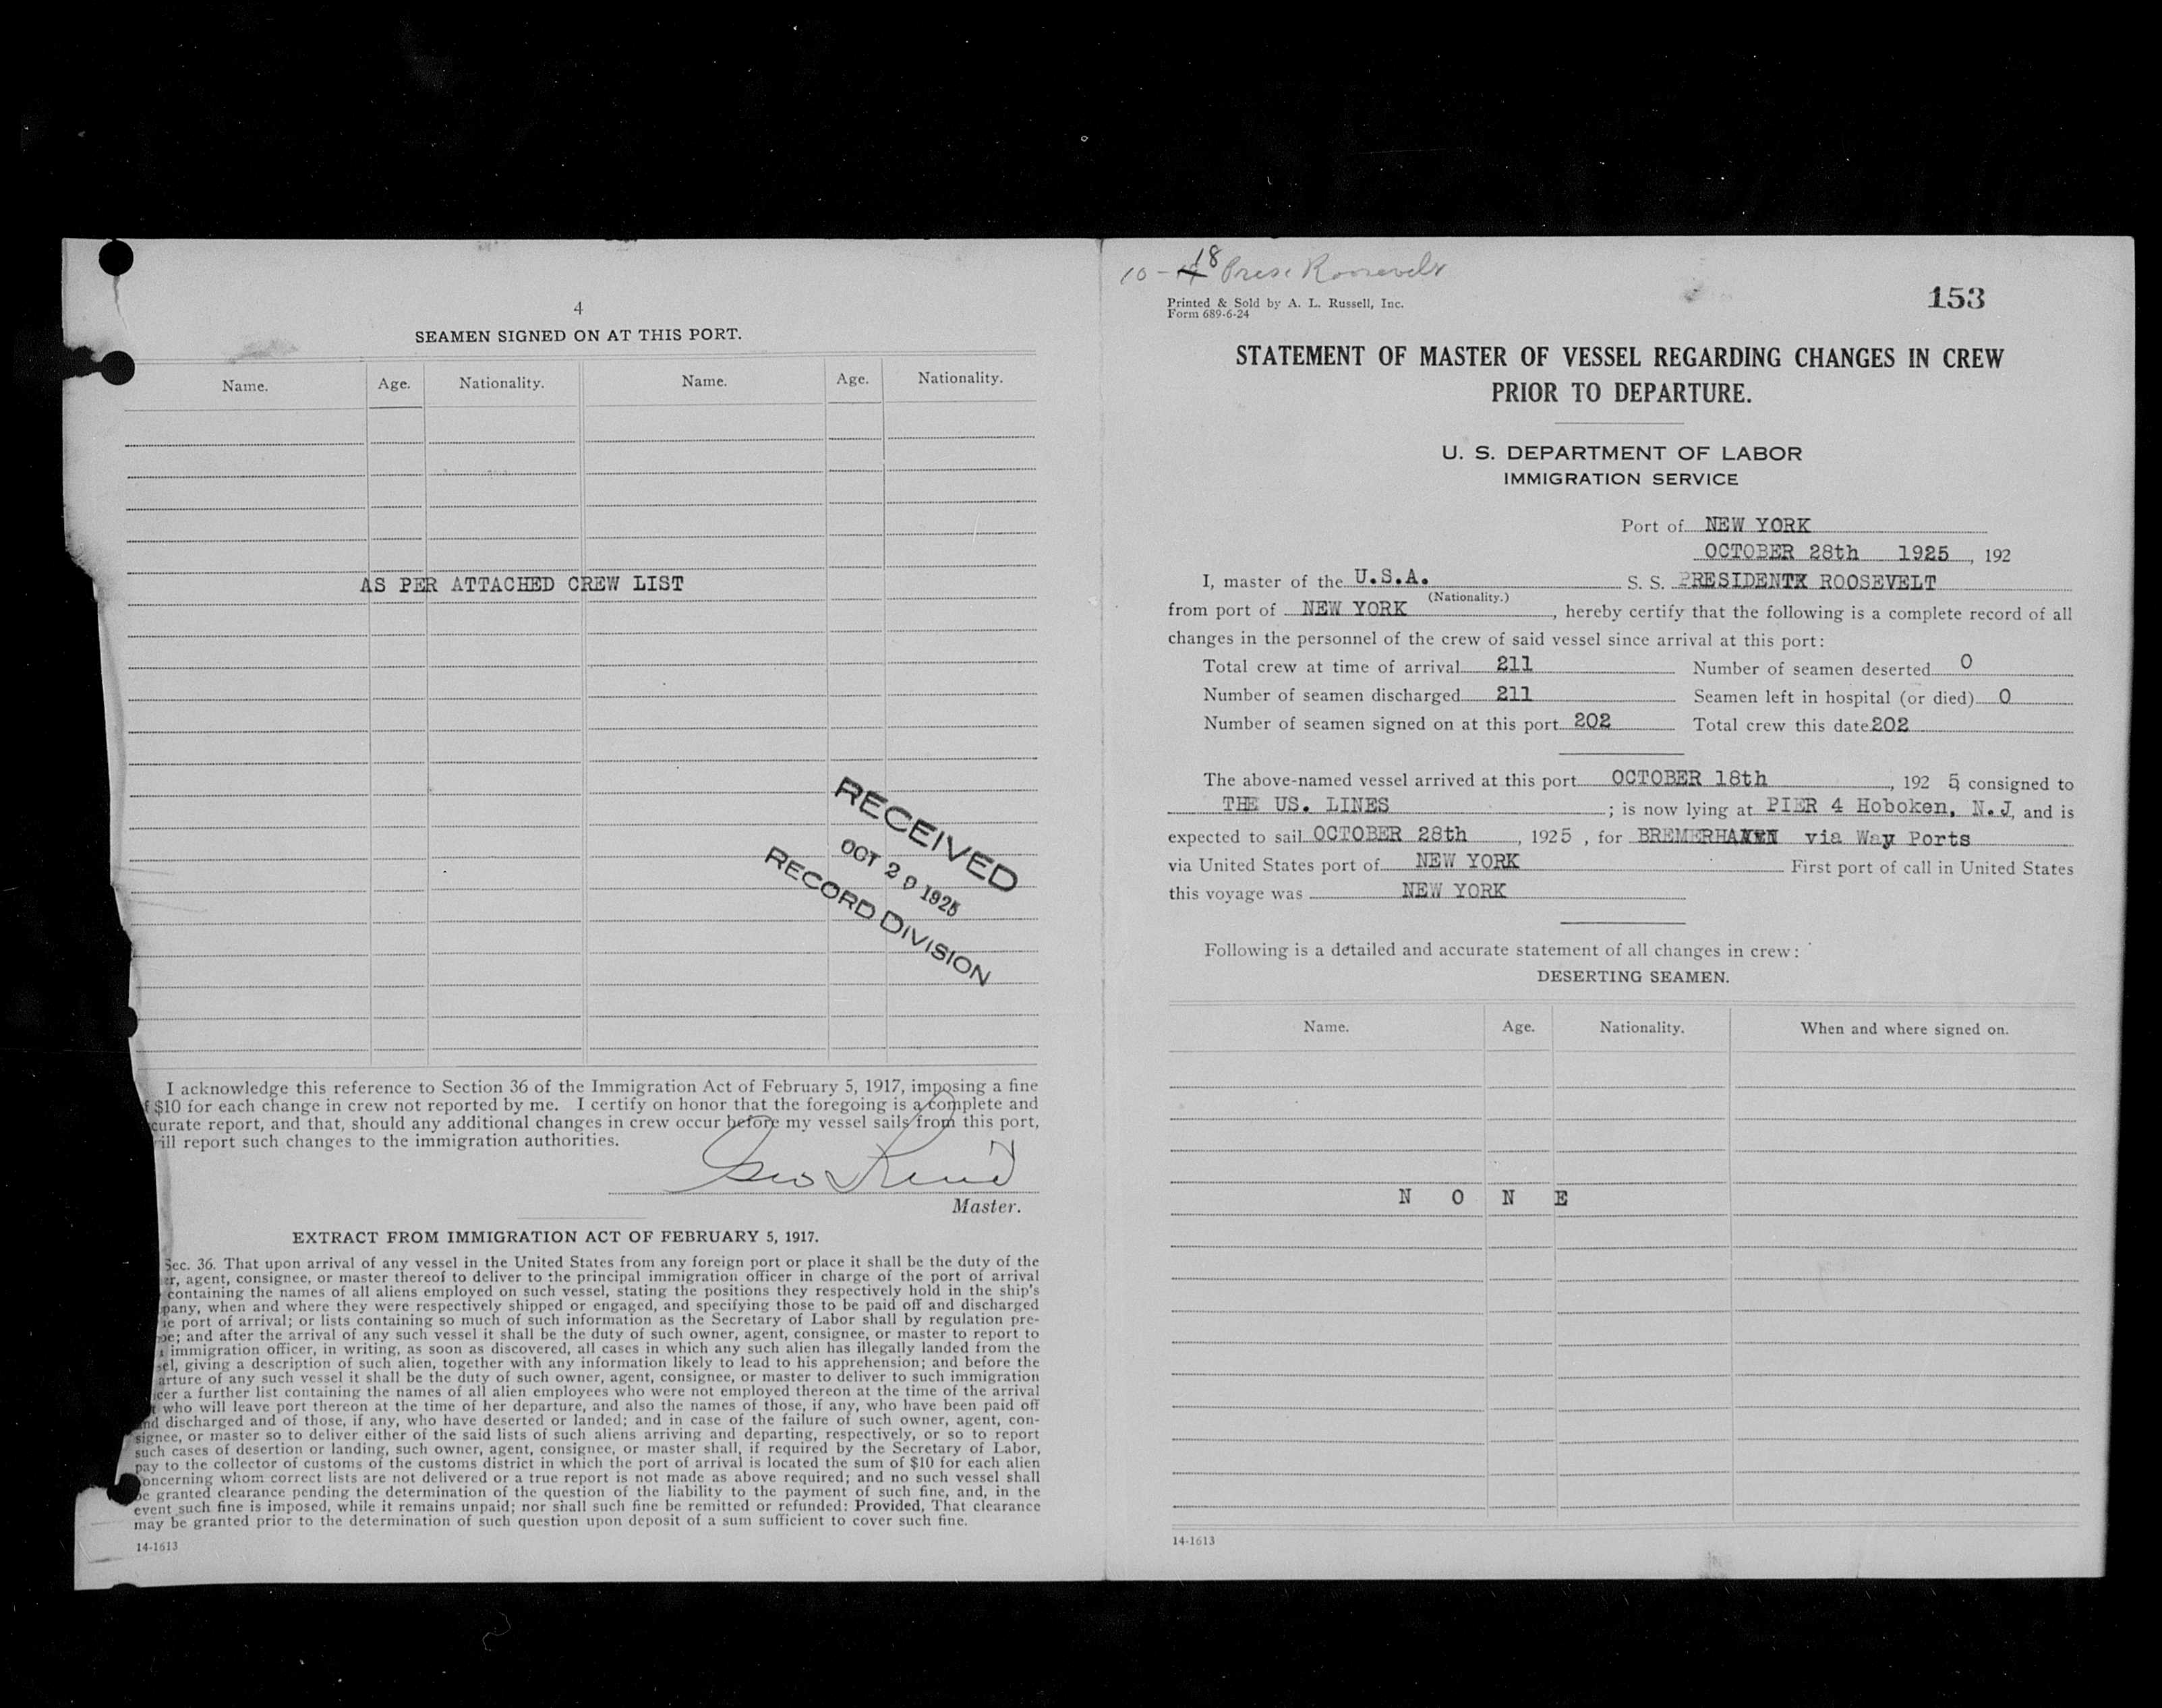 4
SEAMEN SIGNED ON AT THIS PORT.
Name. Age. Nationality. Name. Age. Nationality.
AS PER ATTACHED CREW LIST
RECEIVED
OCT 29 1925
RECORD DIVISION
I acknowledge this reference to Section 36 of the Immigration Act of February 5, 1917, imposing a fine
f $10 for each change in crew not reported by me. I certify on honor that the foregoing is a complete and
curate report, and that, should any additional changes in crew occur before my vessel sails from this port,
ill report such changes to the immigration authorities.
Geo
Master.
EXTRACT FROM IMMIGRATION ACT OF FEBRUARY 5, 1917.
Sec. 36. That upon arrival of any vessel in the United States from any foreign port or place it shall be the duty of the
er, agent, consignee, or master thereof to deliver to the principal immigration officer in charge of the port of arrival
containing the names of all aliens employed on such vessel, stating the positions they respectively hold in the ship's
pany, when and where they were respectively shipped or engaged, and specifying those to be paid off and discharged
e port of arrival; or lists containing so much of such information as the Secretary of Labor shall by regulation pre-
be; and after the arrival of any such vessel it shall be the duty of such owner, agent, consignee, or master to report to
immigration officer, in writing, as soon as discovered, all cases in which any such alien has illegally landed from the
sel, giving a description of such alien, together with any information likely to lead to his apprehension; and before the
arture of any such vessel it shall be the duty of such owner, agent, consignee, or master to deliver to such immigration
cer a further list containing the names of all alien employees who were not employed thereon at the time of the arrival
t who will leave port thereon at the time of her departure, and also the names of those, if any, who have been paid off
nd discharged and of those, if any, who have deserted or landed; and in case of the failure of such owner, agent, con-
signee, or master so to deliver either of the said lists of such aliens arriving and departing, respectively, or so to report
such cases of desertion or landing, such owner, agent, consignee, or master shall, if required by the Secretary of Labor,
pay to the collector of customs of the customs district in which the port of arrival is located the sum of $10 for each alien
concerning whom correct lists are not delivered or a true report is not made as above required; and no such vessel shall
be granted clearance pending the determination of the question of the liability to the payment of such fine, and, in the
event such fine is imposed, while it remains unpaid; nor shall such fine be remitted or refunded: Provided, That clearance
may be granted prior to the determination of such question upon deposit of a sum sufficient to cover such fine.
14-1613
10 - 18 Pres. Roosevelt
Printed & Sold by A. L. Russell, Inc.
Form 689-6-24
153
STATEMENT OF MASTER OF VESSEL REGARDING CHANGES IN CREW
PRIOR TO DEPARTURE.
U. S. DEPARTMENT OF LABOR
IMMIGRATION SERVICE
Port of NEW YORK
OCTOBER 28th 1925, 192
I, master of the U.S.A. S. S. PRESIDENTX ROOSEVELT
(Nationality.)
from port of NEW YORK, hereby certify that the following is a complete record of all
changes in the personnel of the crew of said vessel since arrival at this port:
Total crew at time of arrival 211 Number of seamen deserted 0
Number of seamen discharged 211 Seamen left in hospital (or died) 0
Number of seamen signed on at this port 202 Total crew this date 202
The above-named vessel arrived at this port OCTOBER 18th, 192 5, consigned to
THE US. LINES; is now lying at PIER 4 Hoboken, N.J, and is
expected to sail OCTOBER 28th, 1925, for BREMERHAVEN via Way Ports
via United States port of NEW YORK First port of call in United States
this voyage was NEW YORK
Following is a detailed and accurate statement of all changes in crew:
DESERTING SEAMEN.
Name. Age. Nationality. When and where signed on.
N O N E
14-1613